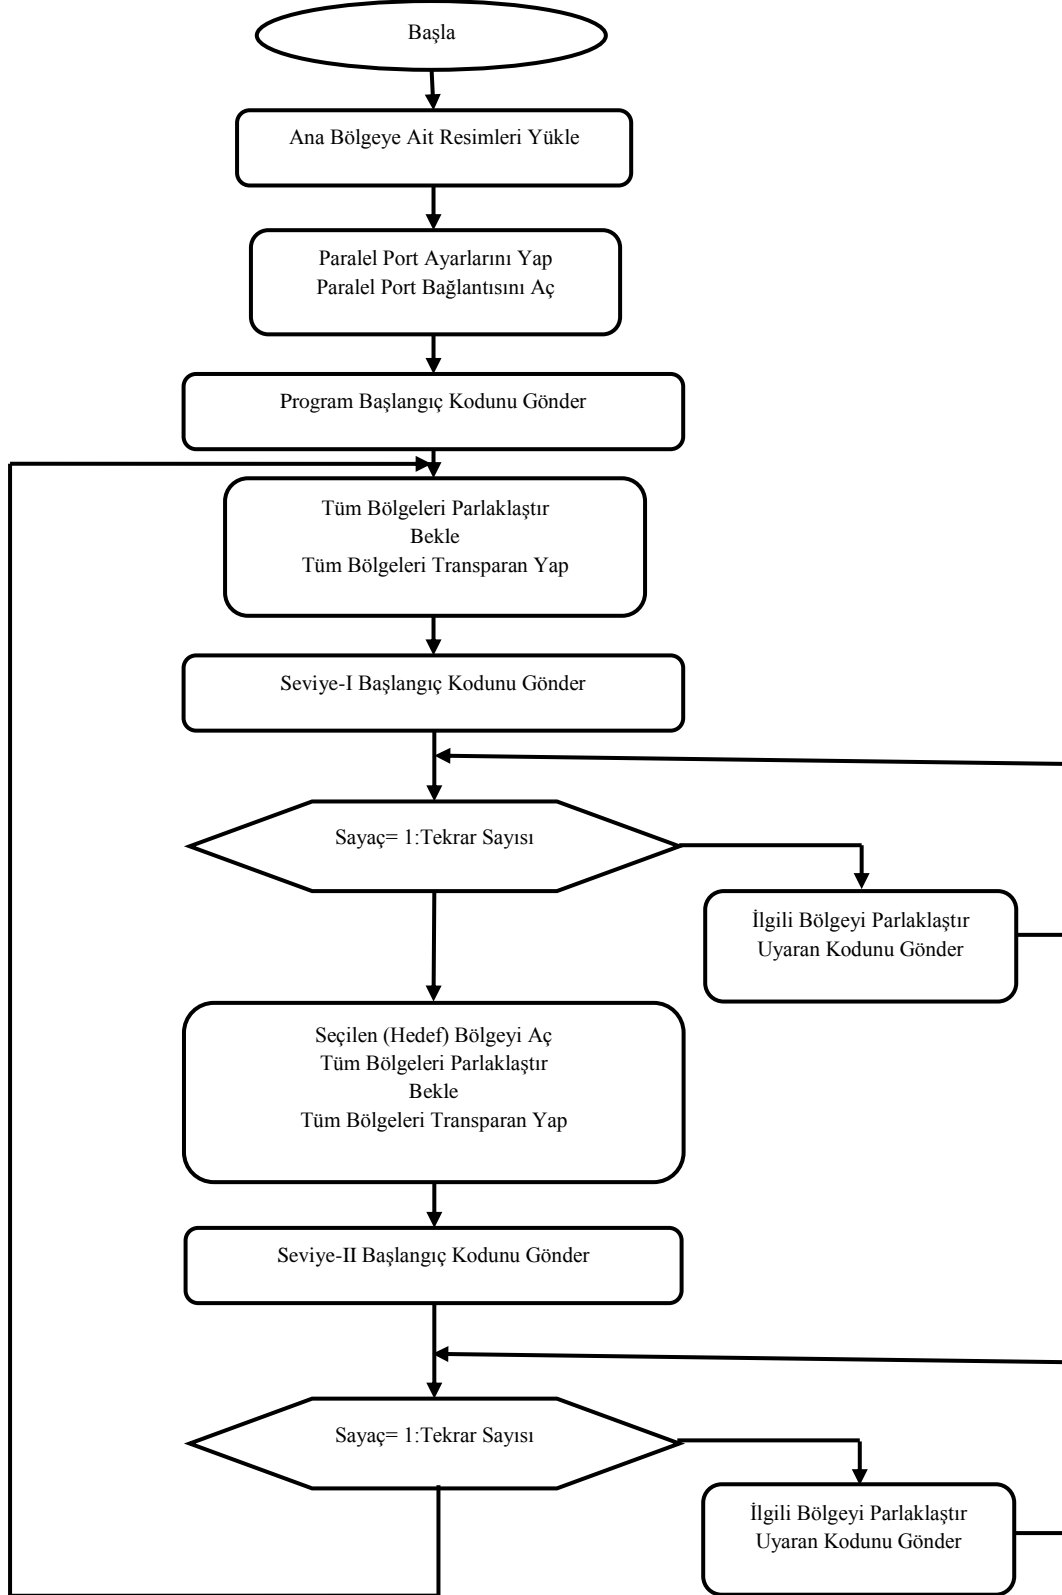 Başla
Ana Bölgeye Ait Resimleri Yükle
Paralel Port Ayarlarını Yap
Paralel Port Bağlantısını Aç
Program Başlangıç Kodunu Gönder
Tüm Bölgeleri Parlaklaştır
Bekle
Tüm Bölgeleri Transparan Yap
Seviye-I Başlangıç Kodunu Gönder
Sayaç= 1:Tekrar Sayısı
İlgili Bölgeyi Parlaklaştır
Uyaran Kodunu Gönder
Seçilen (Hedef) Bölgeyi Aç
Tüm Bölgeleri Parlaklaştır
Bekle
Tüm Bölgeleri Transparan Yap
Seviye-II Başlangıç Kodunu Gönder
Sayaç= 1:Tekrar Sayısı
İlgili Bölgeyi Parlaklaştır
Uyaran Kodunu Gönder